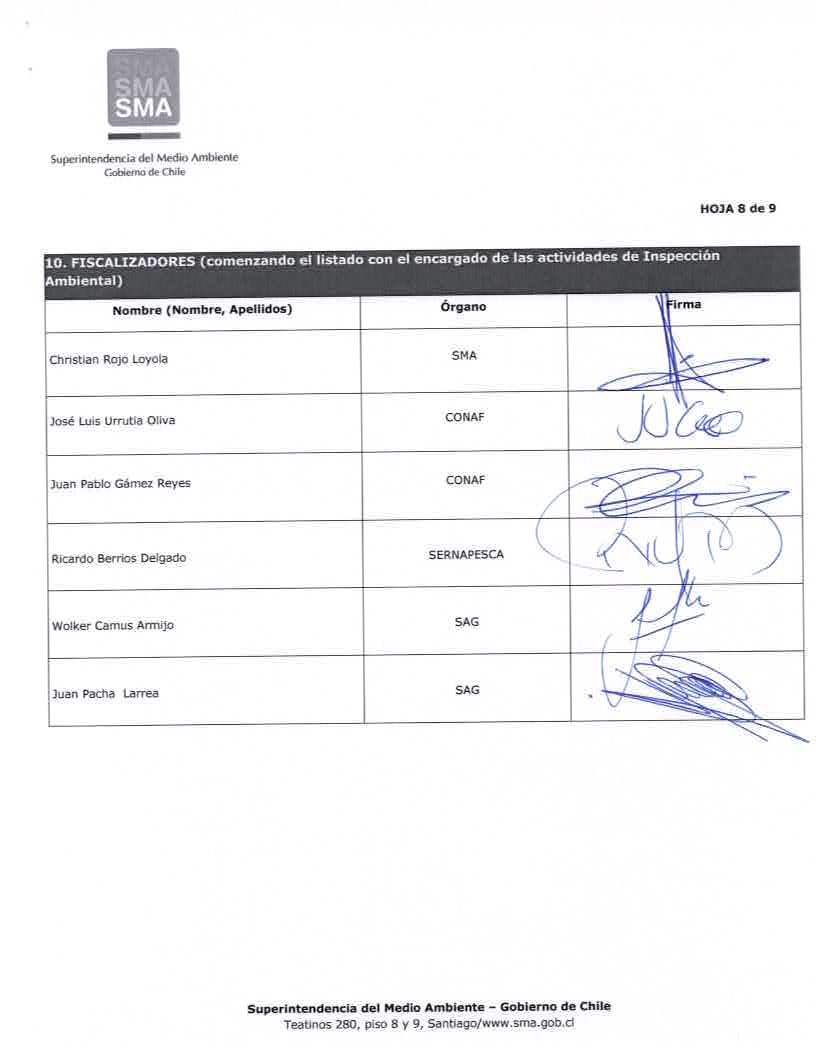 SMA
SMA
SMA
Superintendencia del Medio Ambiente
Gobierno de Chile
HOJA 8 de 9
10. FISCALIZADORES (comenzando el listado con el encargado de las actividades de Inspección
Ambiental)
Nombre (Nombre, Apellidos) Órgano Firma
Christian Rojo Loyola SMA
José Luis Urrutia Oliva CONAF
Juan Pablo Gámez Reyes CONAF
Ricardo Berrios Delgado SERNAPESCA
Wolker Camus Armijo SAG
Juan Pacha Larrea SAG
Superintendencia del Medio Ambiente – Gobierno de Chile
Teatinos 280, piso 8 y 9, Santiago/www.sma.gob.cl